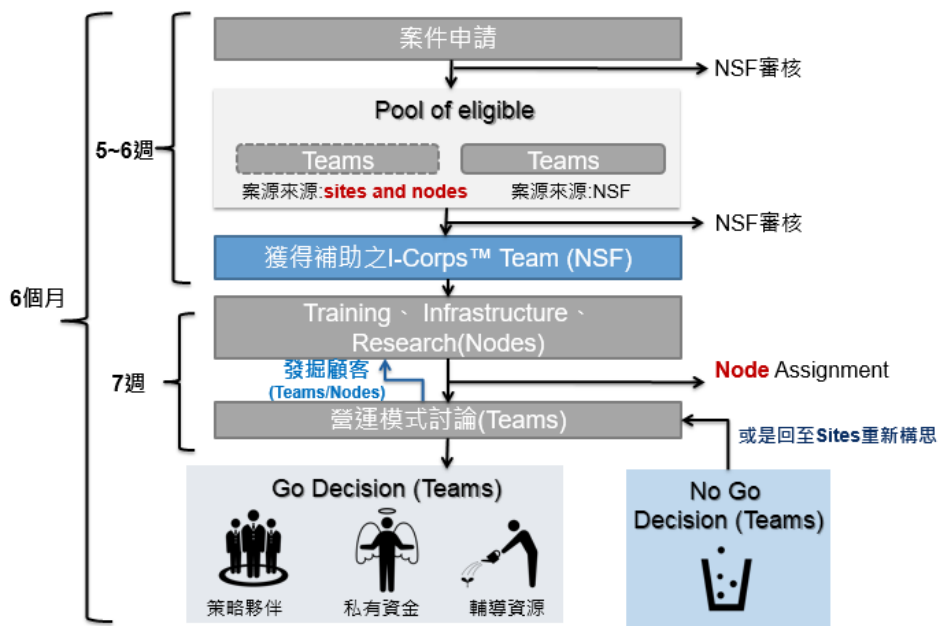 案件申請
NSF審核
Pool of eligible
Teams
Teams
案源來源:sites and nodes
案源來源:NSF
5~6週
NSF審核
獲得補助之I-Corps™ Team (NSF)
6個月
Training、 Infrastructure、
Research(Nodes)
發掘顧客
(Teams/Nodes)
7週
Node Assignment
營運模式討論(Teams)
或是回至Sites重新構思
Go Decision (Teams)
策略夥伴
私有資金
輔導資源
No Go
Decision (Teams)